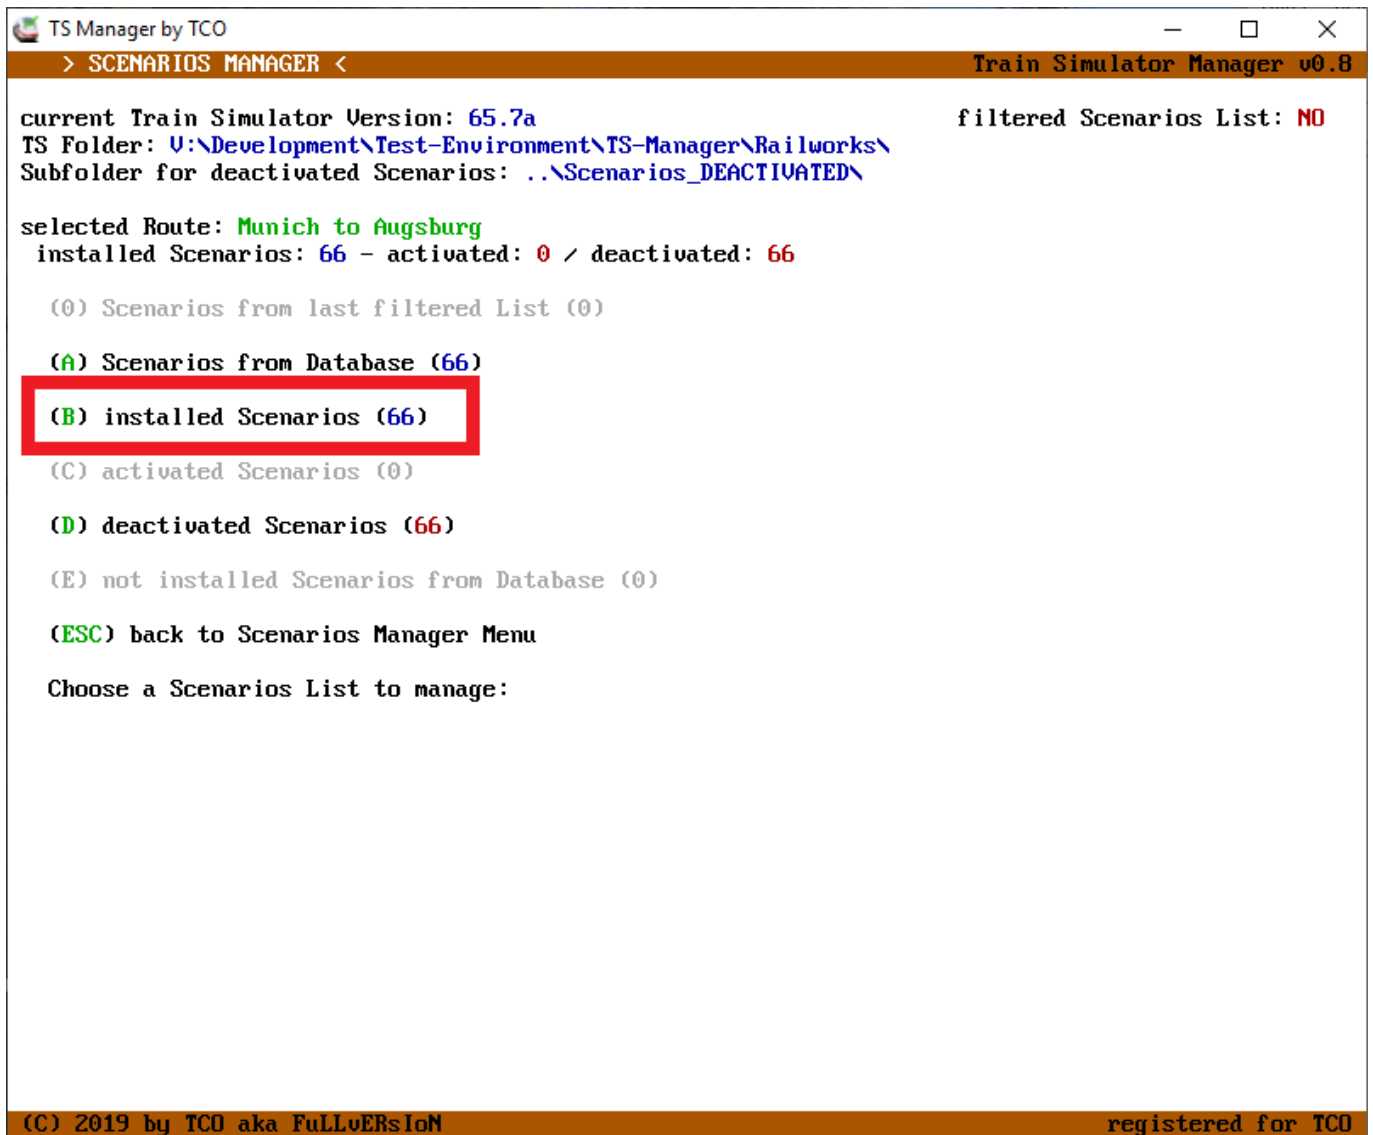 TS Manager by TCO
> SCENARIOS MANAGER < Train Simulator Manager v0.8
current Train Simulator Version: 65.7a filtered Scenarios List: NO
TS Folder: V:\Development\Test-Environment\TS-Manager\Railworks\
Subfolder for deactivated Scenarios: ..\Scenarios_DEACTIVATED\
selected Route: Munich to Augsburg
installed Scenarios: 66 - activated: 0 / deactivated: 66
(0) Scenarios from last filtered List (0)
(A) Scenarios from Database (66)
(B) installed Scenarios (66)
(C) activated Scenarios (0)
(D) deactivated Scenarios (66)
(E) not installed Scenarios from Database (0)
(ESC) back to Scenarios Manager Menu
Choose a Scenarios List to manage:
(C) 2019 by TCO aka FuLLvERsIoN registered for TCO